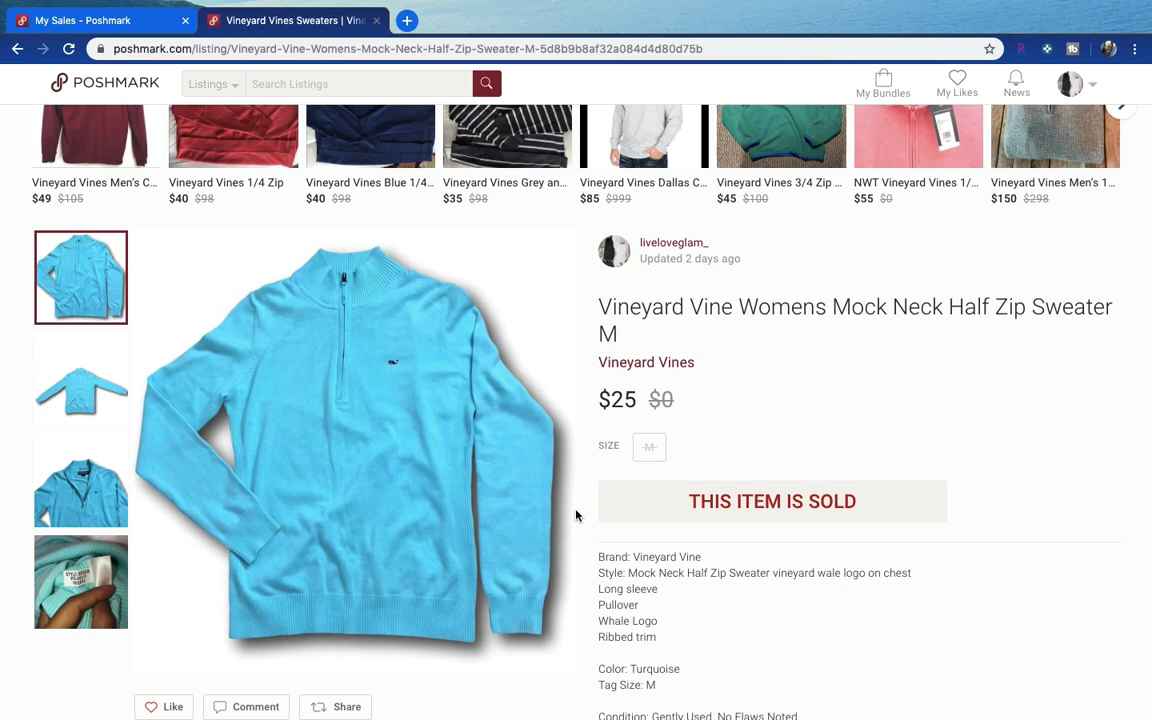 My Sales - Poshmark
Vineyard Vines Sweaters | Vine
poshmark.com/listing/Vineyard-Vine-Womens-Mock-Neck-Half-Zip-Sweater-M-5d8b9b8af32a084d4d80d75b
POSHMARK
Listings
Search Listings
My Bundles
My Likes
News
Vineyard Vines Men's C...
$49 $105
Vineyard Vines 1/4 Zip
$40 $98
Vineyard Vines Blue 1/4...
$40 $98
Vineyard Vines Grey an...
$35 $98
Vineyard Vines Dallas C...
$85 $999
Vineyard Vines 3/4 Zip ...
$45 $100
NWT Vineyard Vines 1/...
$55 $0
Vineyard Vines Men's 1...
$150 $298
liveloveglam_
Updated 2 days ago
Vineyard Vine Womens Mock Neck Half Zip Sweater
M
Vineyard Vines
$25 $0
SIZE M
THIS ITEM IS SOLD
Brand: Vineyard Vine
Style: Mock Neck Half Zip Sweater vineyard wale logo on chest
Long sleeve
Pullover
Whale Logo
Ribbed trim
Color: Turquoise
Tag Size: M
Condition: Gently Used, No Flaws Noted
Like
Comment
Share